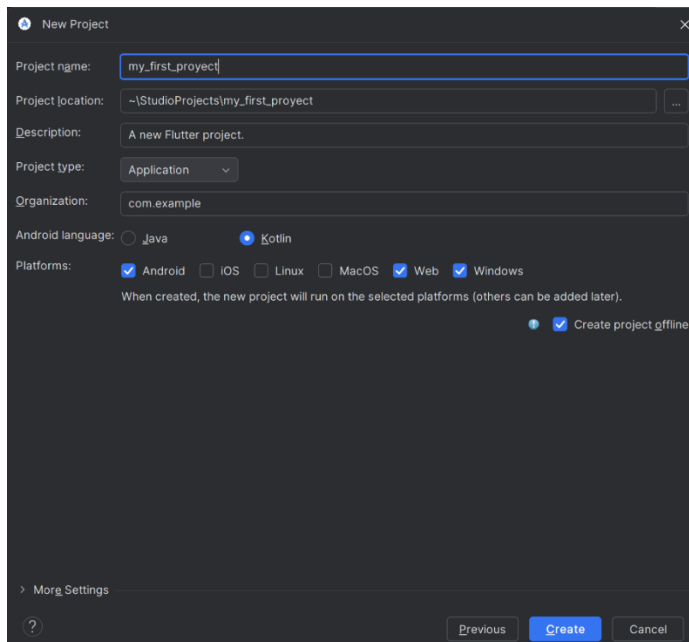 New Project
Project name: my_first_proyect
Project location: ~\StudioProjects\my_first_proyect ...
Description: A new Flutter project.
Project type: Application
Organization: com.example
Android language: Java Kotlin
Platforms: Android iOS Linux MacOS Web Windows
When created, the new project will run on the selected platforms (others can be added later).
Create project offline
More Settings
? Previous Create Cancel